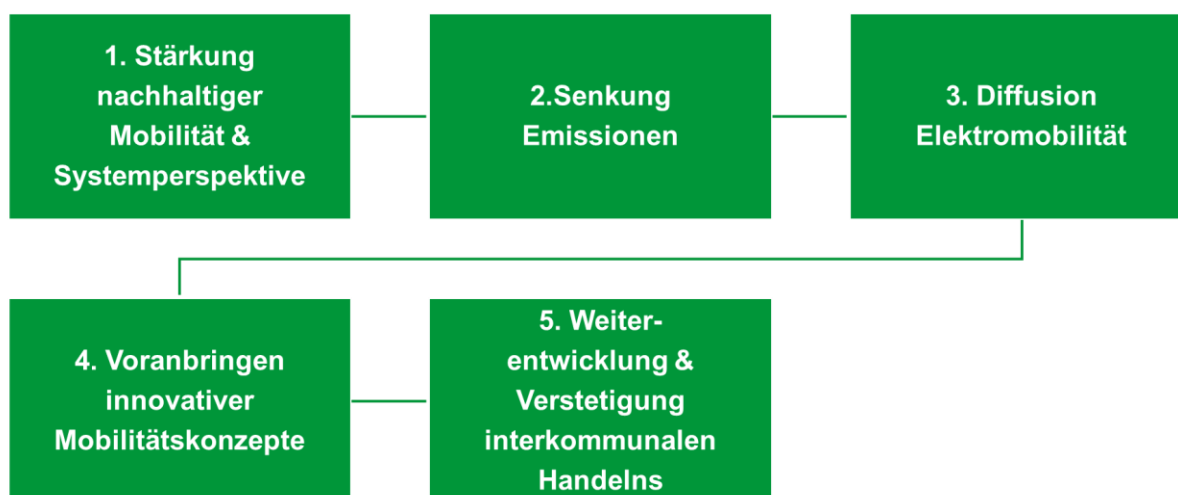 1. Stärkung
nachhaltiger
Mobilität &
Systemperspektive
2.Senkung
Emissionen
3. Diffusion
Elektromobilität
4. Voranbringen
innovativer
Mobilitätskonzepte
5. Weiter-
entwicklung &
Verstetigung
interkommunalen
Handelns